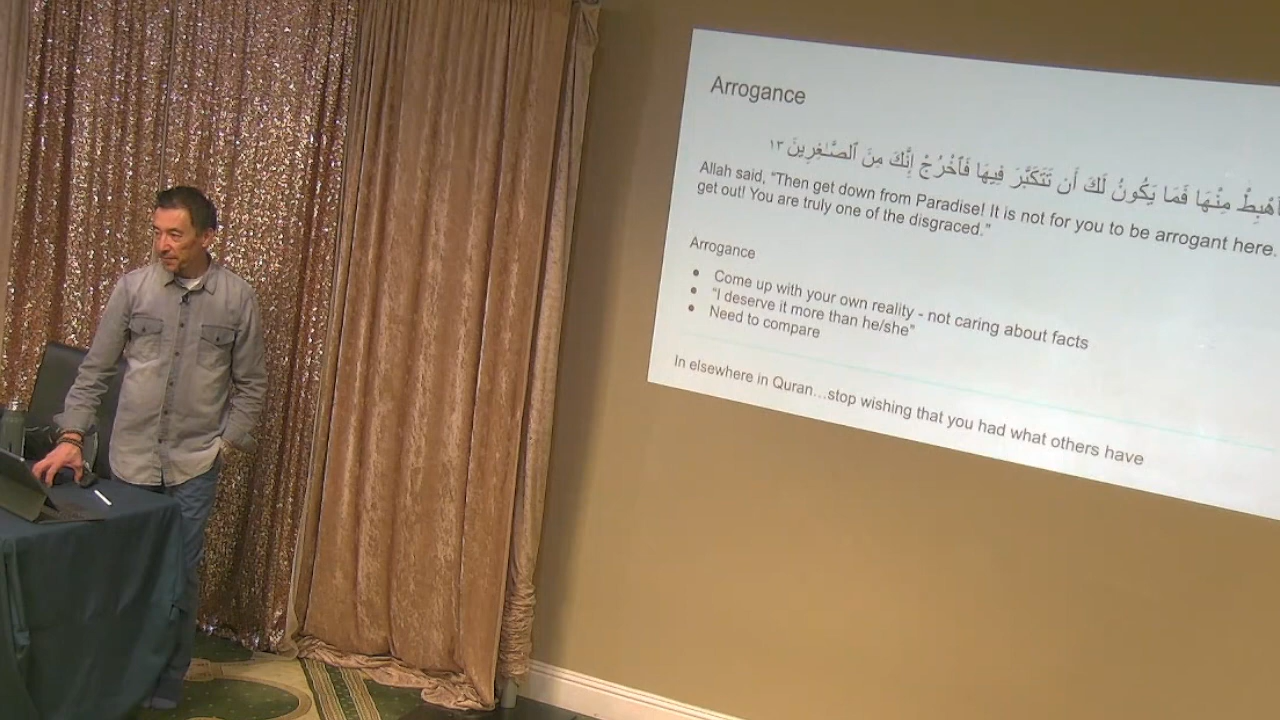 Arrogance
فَٱهْبِطْ مِنْهَا فَمَا يَكُونُ لَكَ أَن تَتَكَبَّرَ فِيهَا فَٱخْرُجْ إِنَّكَ مِنَ ٱلصَّـٰغِرِينَ ١٣
Allah said, “Then get down from Paradise! It is not for you to be arrogant here.
get out! You are truly one of the disgraced.”
Arrogance
● Come up with your own reality - not caring about facts
● “I deserve it more than he/she”
● Need to compare
In elsewhere in Quran…stop wishing that you had what others have